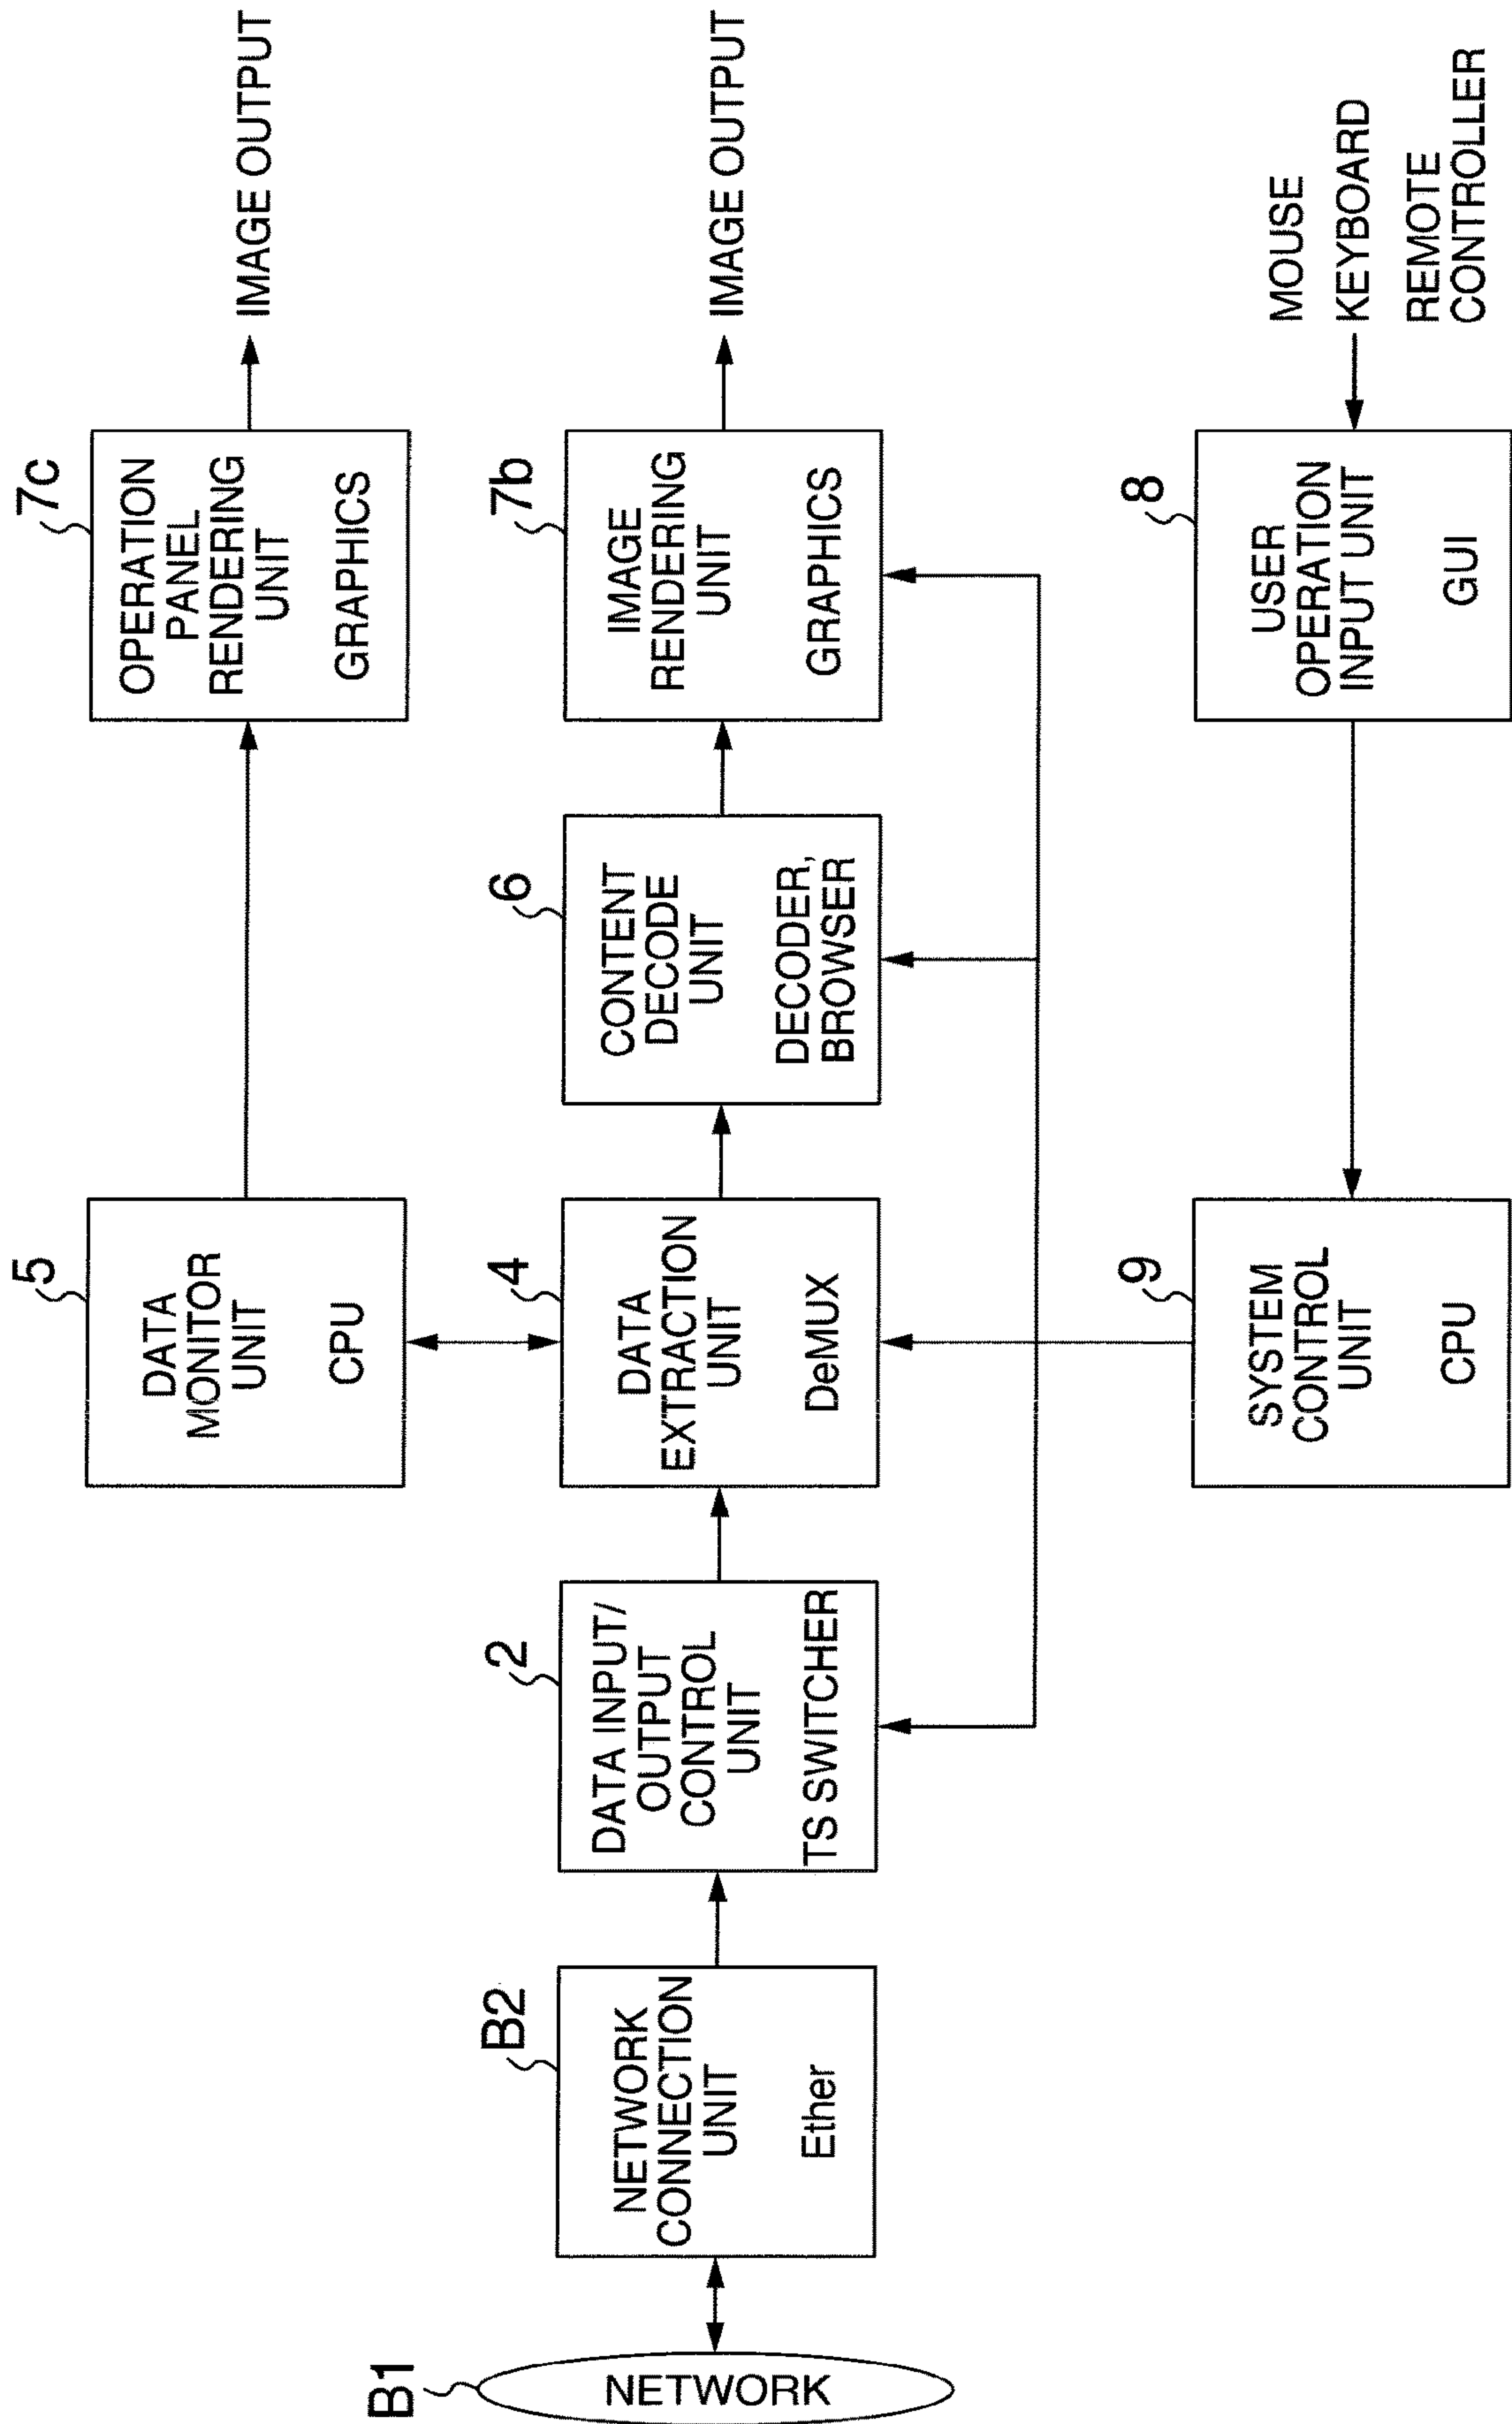 7c
OPERATION
PANEL
RENDERING
UNIT
GRAPHICS
IMAGE OUTPUT
5
DATA
MONITOR
UNIT
CPU
B1
NETWORK
B2
NETWORK
CONNECTION
UNIT
Ether
2
DATA INPUT/
OUTPUT
CONTROL
UNIT
TS SWITCHER
4
DATA
EXTRACTION
UNIT
DeMUX
6
CONTENT
DECODE
UNIT
DECODER,
BROWSER
7b
IMAGE
RENDERING
UNIT
GRAPHICS
IMAGE OUTPUT
9
SYSTEM
CONTROL
UNIT
CPU
8
USER
OPERATION
INPUT UNIT
GUI
MOUSE
KEYBOARD
REMOTE
CONTROLLER